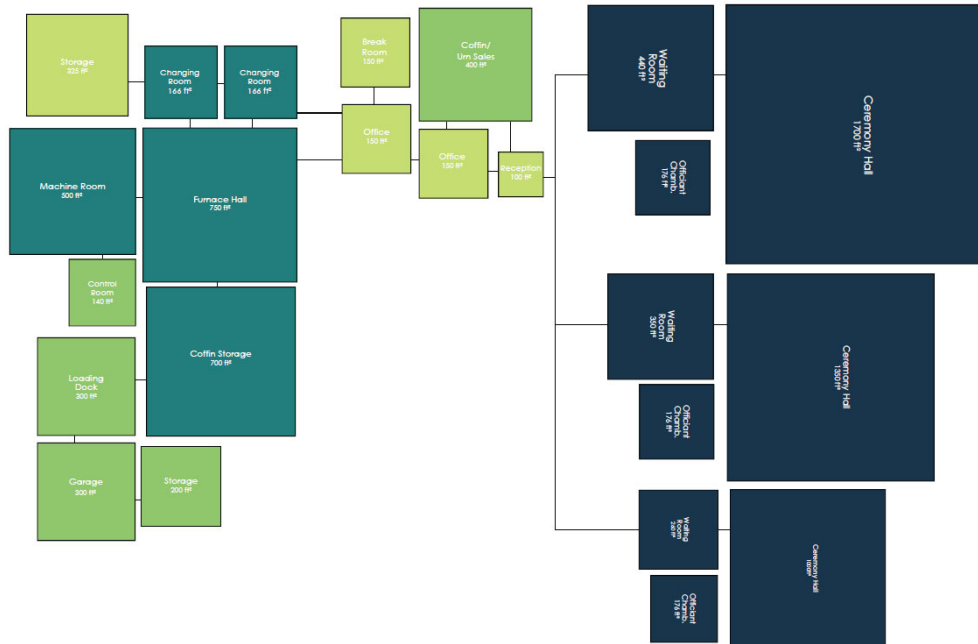 Storage
325 ft²
Changing
Room
166 ft²
Changing
Room
166 ft²
Break
Room
150 ft²
Coffin/
Urn Sales
400 ft²
Office
150 ft²
Office
150 ft²
Reception
100 ft²
Machine Room
500 ft²
Furnace Hall
750 ft²
Control
Room
140 ft²
Coffin Storage
700 ft²
Loading
Dock
300 ft²
Garage
300 ft²
Storage
200 ft²
Waiting
Room
440 ft²
Officiant
Chamb.
176 ft²
Ceremony Hall
1700 ft²
Waiting
Room
350 ft²
Officiant
Chamb.
176 ft²
Ceremony Hall
1350 ft²
Waiting
Room
Officiant
Chamb.
176 ft²
Ceremony Hall